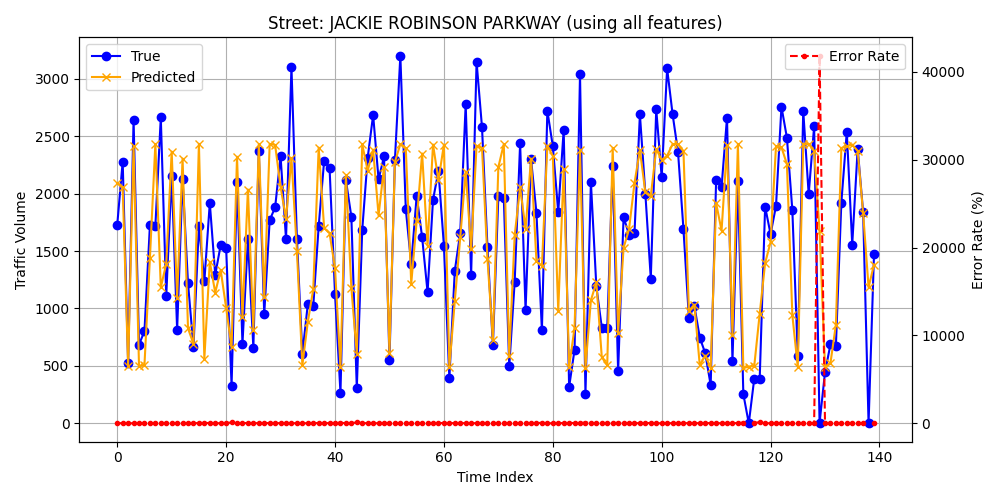 Street: JACKIE ROBINSON PARKWAY (using all features)
True
Predicted
Error Rate
Traffic Volume
3000
2500
2000
1500
1000
500
0
40000
30000
20000
10000
0
Error Rate (%)
0 20 40 60 80 100 120 140
Time Index